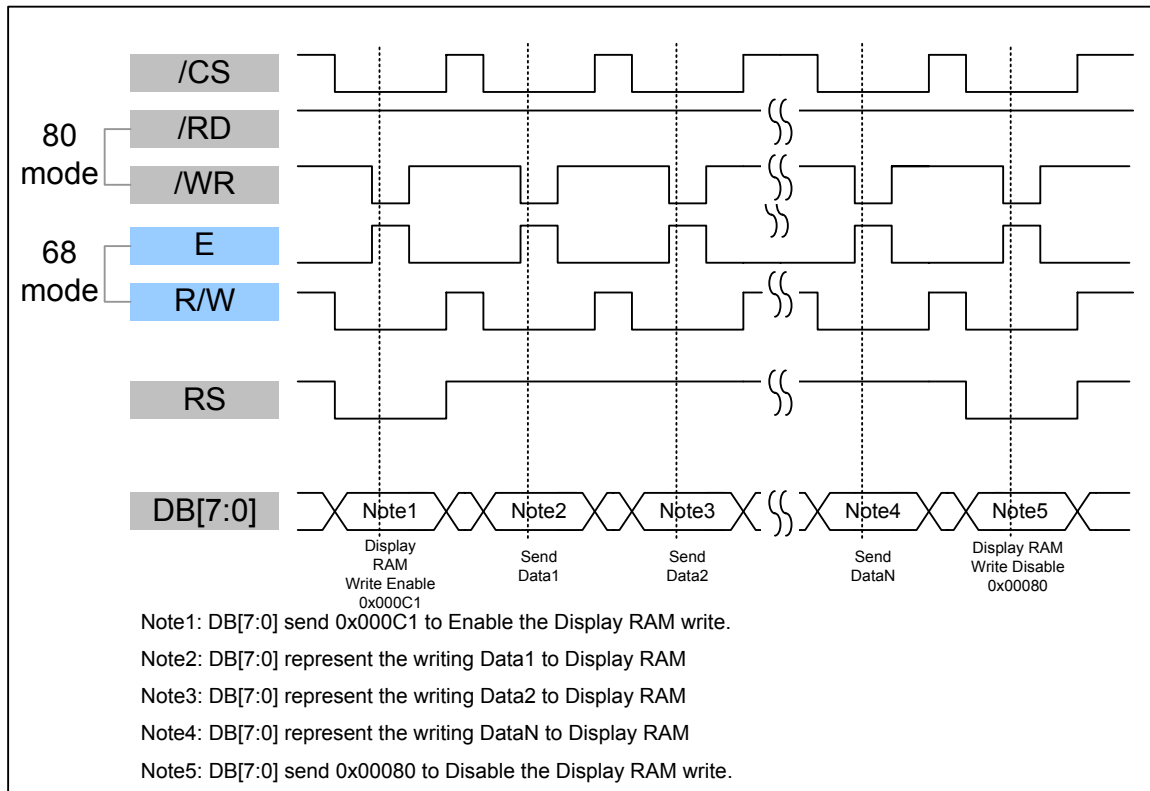 /CS
80
mode
/RD
/WR
68
mode
E
R/W
RS
DB[7:0]
Note1
Note2
Note3
Note4
Note5
Display
RAM
Write Enable
0x000C1
Send
Data1
Send
Data2
Send
DataN
Display RAM
Write Disable
0x00080
Note1: DB[7:0] send 0x000C1 to Enable the Display RAM write.
Note2: DB[7:0] represent the writing Data1 to Display RAM
Note3: DB[7:0] represent the writing Data2 to Display RAM
Note4: DB[7:0] represent the writing DataN to Display RAM
Note5: DB[7:0] send 0x00080 to Disable the Display RAM write.